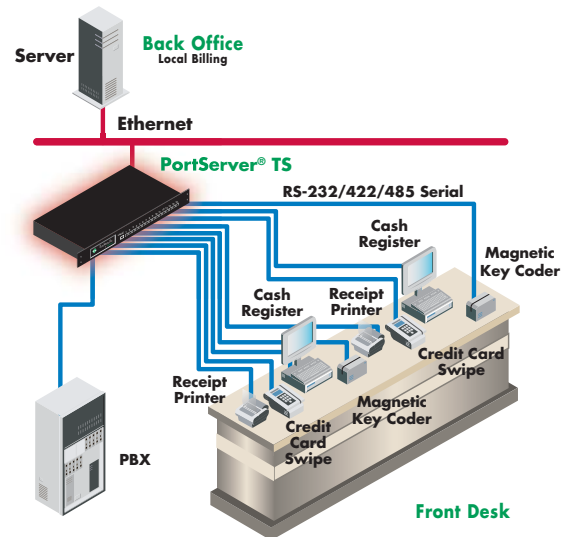 Back Office
Server
Local Billing
Ethernet
PortServer® TS
RS-232/422/485 Serial
Cash
Register
Magnetic
Key Coder
Cash
Register
Receipt
Printer
Credit Card
Swipe
Receipt
Printer
Magnetic
Key Coder
Credit
Card
Swipe
PBX
Front Desk